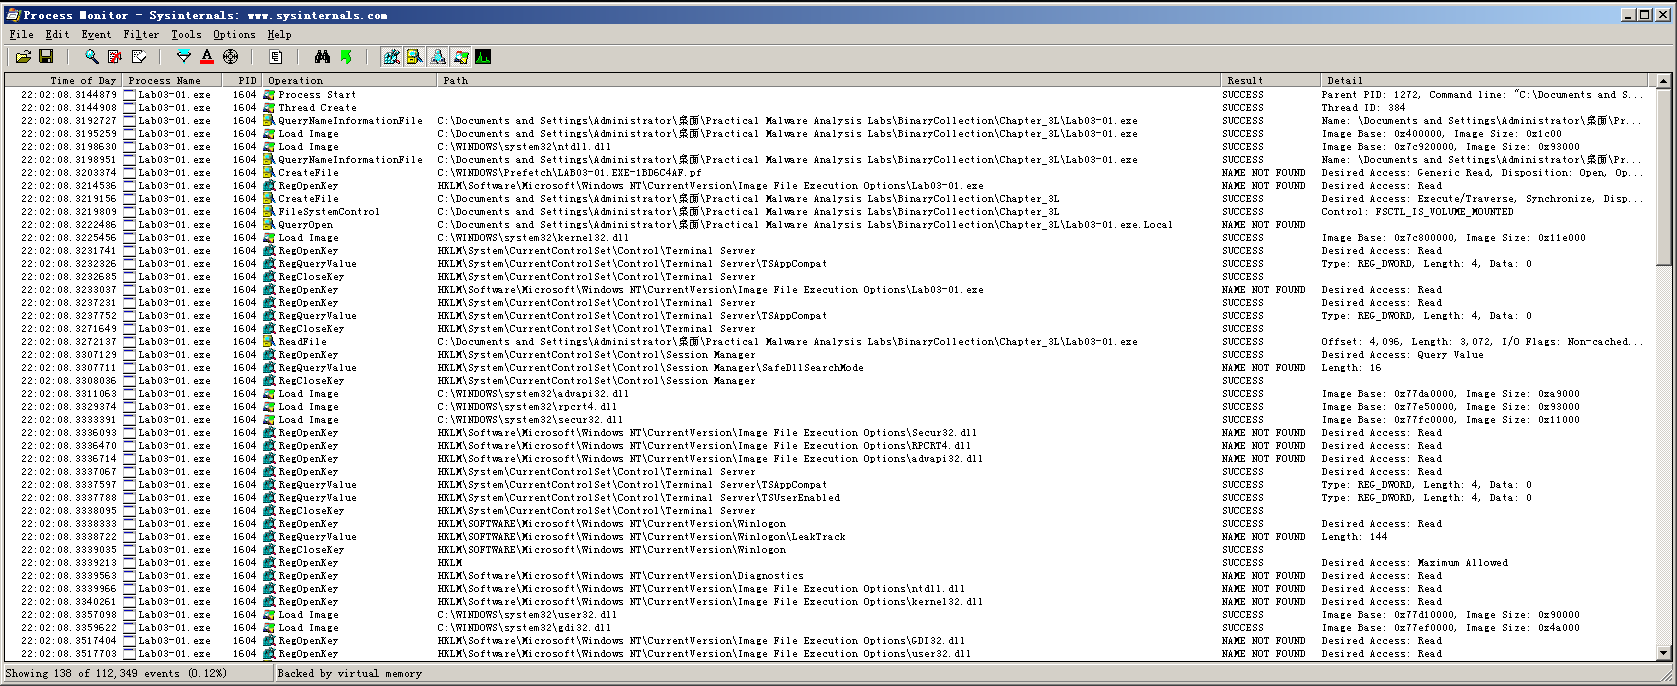 Process Monitor - Sysinternals: www.sysinternals.com
File Edit Event Filter Tools Options Help
Time of Day Process Name PID Operation Path Result Detail
22:02:08.3144879 Lab03-01.exe 1604 Process Start SUCCESS Parent PID: 1272, Command line: "C:\Documents and S...
22:02:08.3144908 Lab03-01.exe 1604 Thread Create SUCCESS Thread ID: 384
22:02:08.3192727 Lab03-01.exe 1604 QueryNameInformationFile C:\Documents and Settings\Administrator\桌面\Practical Malware Analysis Labs\BinaryCollection\Chapter_3L\Lab03-01.exe SUCCESS Name: \Documents and Settings\Administrator\桌面\Pr...
22:02:08.3195259 Lab03-01.exe 1604 Load Image C:\Documents and Settings\Administrator\桌面\Practical Malware Analysis Labs\BinaryCollection\Chapter_3L\Lab03-01.exe SUCCESS Image Base: 0x400000, Image Size: 0x1c00
22:02:08.3198630 Lab03-01.exe 1604 Load Image C:\WINDOWS\system32\ntdll.dll SUCCESS Image Base: 0x7c920000, Image Size: 0x93000
22:02:08.3198951 Lab03-01.exe 1604 QueryNameInformationFile C:\Documents and Settings\Administrator\桌面\Practical Malware Analysis Labs\BinaryCollection\Chapter_3L\Lab03-01.exe SUCCESS Name: \Documents and Settings\Administrator\桌面\Pr...
22:02:08.3203374 Lab03-01.exe 1604 CreateFile C:\WINDOWS\Prefetch\LAB03-01.EXE-1BD6C4AF.pf NAME NOT FOUND Desired Access: Generic Read, Disposition: Open, Op...
22:02:08.3214536 Lab03-01.exe 1604 RegOpenKey HKLM\Software\Microsoft\Windows NT\CurrentVersion\Image File Execution Options\Lab03-01.exe NAME NOT FOUND Desired Access: Read
22:02:08.3219156 Lab03-01.exe 1604 CreateFile C:\Documents and Settings\Administrator\桌面\Practical Malware Analysis Labs\BinaryCollection\Chapter_3L SUCCESS Desired Access: Execute/Traverse, Synchronize, Disp...
22:02:08.3219809 Lab03-01.exe 1604 FileSystemControl C:\Documents and Settings\Administrator\桌面\Practical Malware Analysis Labs\BinaryCollection\Chapter_3L SUCCESS Control: FSCTL_IS_VOLUME_MOUNTED
22:02:08.3222486 Lab03-01.exe 1604 QueryOpen C:\Documents and Settings\Administrator\桌面\Practical Malware Analysis Labs\BinaryCollection\Chapter_3L\Lab03-01.exe.Local NAME NOT FOUND
22:02:08.3225456 Lab03-01.exe 1604 Load Image C:\WINDOWS\system32\kernel32.dll SUCCESS Image Base: 0x7c800000, Image Size: 0x11e000
22:02:08.3231741 Lab03-01.exe 1604 RegOpenKey HKLM\System\CurrentControlSet\Control\Terminal Server SUCCESS Desired Access: Read
22:02:08.3232326 Lab03-01.exe 1604 RegQueryValue HKLM\System\CurrentControlSet\Control\Terminal Server\TSAppCompat SUCCESS Type: REG_DWORD, Length: 4, Data: 0
22:02:08.3232685 Lab03-01.exe 1604 RegCloseKey HKLM\System\CurrentControlSet\Control\Terminal Server SUCCESS
22:02:08.3233037 Lab03-01.exe 1604 RegOpenKey HKLM\Software\Microsoft\Windows NT\CurrentVersion\Image File Execution Options\Lab03-01.exe NAME NOT FOUND Desired Access: Read
22:02:08.3237231 Lab03-01.exe 1604 RegOpenKey HKLM\System\CurrentControlSet\Control\Terminal Server SUCCESS Desired Access: Read
22:02:08.3237752 Lab03-01.exe 1604 RegQueryValue HKLM\System\CurrentControlSet\Control\Terminal Server\TSAppCompat SUCCESS Type: REG_DWORD, Length: 4, Data: 0
22:02:08.3271649 Lab03-01.exe 1604 RegCloseKey HKLM\System\CurrentControlSet\Control\Terminal Server SUCCESS
22:02:08.3272137 Lab03-01.exe 1604 ReadFile C:\Documents and Settings\Administrator\桌面\Practical Malware Analysis Labs\BinaryCollection\Chapter_3L\Lab03-01.exe SUCCESS Offset: 4,096, Length: 3,072, I/O Flags: Non-cached...
22:02:08.3307129 Lab03-01.exe 1604 RegOpenKey HKLM\System\CurrentControlSet\Control\Session Manager SUCCESS Desired Access: Query Value
22:02:08.3307711 Lab03-01.exe 1604 RegQueryValue HKLM\System\CurrentControlSet\Control\Session Manager\SafeDllSearchMode NAME NOT FOUND Length: 16
22:02:08.3308036 Lab03-01.exe 1604 RegCloseKey HKLM\System\CurrentControlSet\Control\Session Manager SUCCESS
22:02:08.3311063 Lab03-01.exe 1604 Load Image C:\WINDOWS\system32\advapi32.dll SUCCESS Image Base: 0x77da0000, Image Size: 0xa9000
22:02:08.3329374 Lab03-01.exe 1604 Load Image C:\WINDOWS\system32\rpcrt4.dll SUCCESS Image Base: 0x77e50000, Image Size: 0x93000
22:02:08.3333391 Lab03-01.exe 1604 Load Image C:\WINDOWS\system32\secur32.dll SUCCESS Image Base: 0x77fc0000, Image Size: 0x11000
22:02:08.3336093 Lab03-01.exe 1604 RegOpenKey HKLM\Software\Microsoft\Windows NT\CurrentVersion\Image File Execution Options\Secur32.dll NAME NOT FOUND Desired Access: Read
22:02:08.3336470 Lab03-01.exe 1604 RegOpenKey HKLM\Software\Microsoft\Windows NT\CurrentVersion\Image File Execution Options\RPCRT4.dll NAME NOT FOUND Desired Access: Read
22:02:08.3336714 Lab03-01.exe 1604 RegOpenKey HKLM\Software\Microsoft\Windows NT\CurrentVersion\Image File Execution Options\advapi32.dll NAME NOT FOUND Desired Access: Read
22:02:08.3337067 Lab03-01.exe 1604 RegOpenKey HKLM\System\CurrentControlSet\Control\Terminal Server SUCCESS Desired Access: Read
22:02:08.3337597 Lab03-01.exe 1604 RegQueryValue HKLM\System\CurrentControlSet\Control\Terminal Server\TSAppCompat SUCCESS Type: REG_DWORD, Length: 4, Data: 0
22:02:08.3337788 Lab03-01.exe 1604 RegQueryValue HKLM\System\CurrentControlSet\Control\Terminal Server\TSUserEnabled SUCCESS Type: REG_DWORD, Length: 4, Data: 0
22:02:08.3338095 Lab03-01.exe 1604 RegCloseKey HKLM\System\CurrentControlSet\Control\Terminal Server SUCCESS
22:02:08.3338333 Lab03-01.exe 1604 RegOpenKey HKLM\SOFTWARE\Microsoft\Windows NT\CurrentVersion\Winlogon SUCCESS Desired Access: Read
22:02:08.3338722 Lab03-01.exe 1604 RegQueryValue HKLM\SOFTWARE\Microsoft\Windows NT\CurrentVersion\Winlogon\LeakTrack NAME NOT FOUND Length: 144
22:02:08.3339035 Lab03-01.exe 1604 RegCloseKey HKLM\SOFTWARE\Microsoft\Windows NT\CurrentVersion\Winlogon SUCCESS
22:02:08.3339213 Lab03-01.exe 1604 RegOpenKey HKLM SUCCESS Desired Access: Maximum Allowed
22:02:08.3339563 Lab03-01.exe 1604 RegOpenKey HKLM\Software\Microsoft\Windows NT\CurrentVersion\Diagnostics NAME NOT FOUND Desired Access: Read
22:02:08.3339966 Lab03-01.exe 1604 RegOpenKey HKLM\Software\Microsoft\Windows NT\CurrentVersion\Image File Execution Options\ntdll.dll NAME NOT FOUND Desired Access: Read
22:02:08.3340261 Lab03-01.exe 1604 RegOpenKey HKLM\Software\Microsoft\Windows NT\CurrentVersion\Image File Execution Options\kernel32.dll NAME NOT FOUND Desired Access: Read
22:02:08.3357098 Lab03-01.exe 1604 Load Image C:\WINDOWS\system32\user32.dll SUCCESS Image Base: 0x77d10000, Image Size: 0x90000
22:02:08.3359622 Lab03-01.exe 1604 Load Image C:\WINDOWS\system32\gdi32.dll SUCCESS Image Base: 0x77ef0000, Image Size: 0x4a000
22:02:08.3517404 Lab03-01.exe 1604 RegOpenKey HKLM\Software\Microsoft\Windows NT\CurrentVersion\Image File Execution Options\GDI32.dll NAME NOT FOUND Desired Access: Read
22:02:08.3517703 Lab03-01.exe 1604 RegOpenKey HKLM\Software\Microsoft\Windows NT\CurrentVersion\Image File Execution Options\user32.dll NAME NOT FOUND Desired Access: Read
Showing 138 of 112,349 events (0.12%) Backed by virtual memory